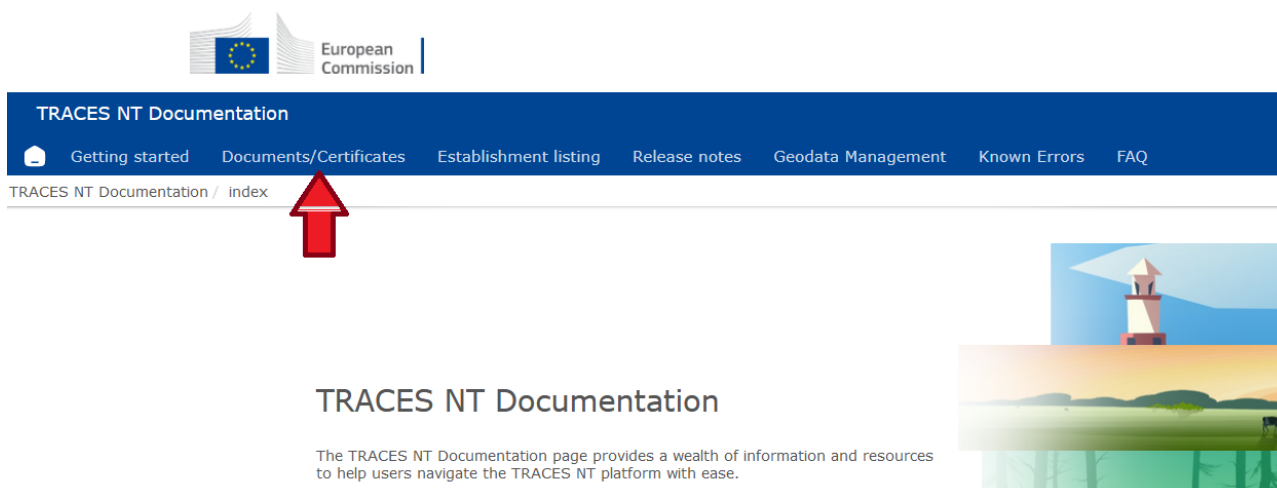 European
Commission
TRACES NT Documentation
Getting started Documents/Certificates Establishment listing Release notes Geodata Management Known Errors FAQ
TRACES NT Documentation / index
TRACES NT Documentation
The TRACES NT Documentation page provides a wealth of information and resources
to help users navigate the TRACES NT platform with ease.